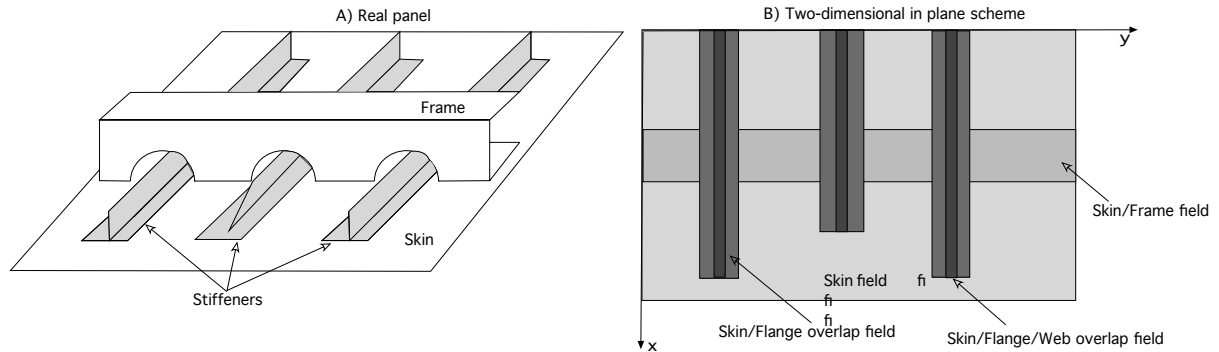 A) Real panel
Frame
Skin
Stiffeners
B) Two-dimensional in plane scheme
y
Skin/Frame field
Skin field fi
fi
fi
Skin/Flange overlap field
Skin/Flange/Web overlap field
x